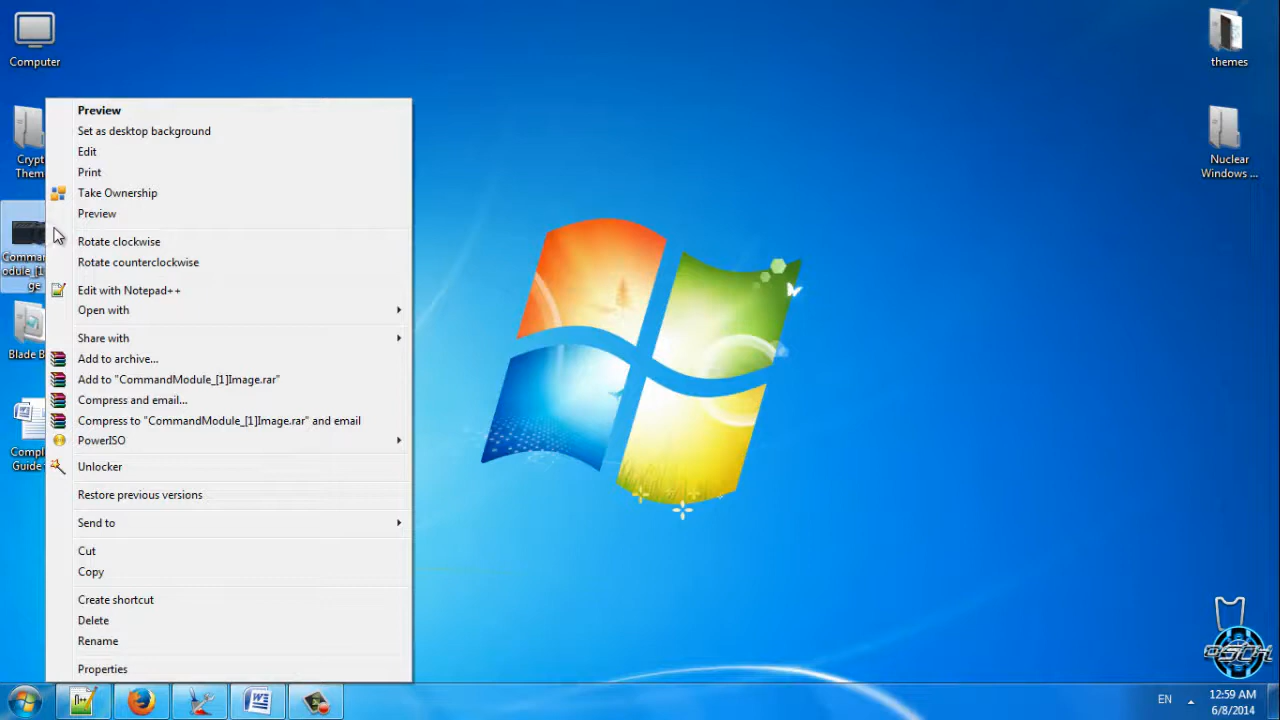 Computer
themes
Crypt
Them
Nuclear
Windows ...
Comma
odule_[1
ge
Blade B
Compl
Guide
Preview
Set as desktop background
Edit
Print
Take Ownership
Preview
Rotate clockwise
Rotate counterclockwise
Edit with Notepad++
Open with
Share with
Add to archive...
Add to "CommandModule_[1]Image.rar"
Compress and email...
Compress to "CommandModule_[1]Image.rar" and email
PowerISO
Unlocker
Restore previous versions
Send to
Cut
Copy
Create shortcut
Delete
Rename
Properties
EN
12:59 AM
6/8/2014